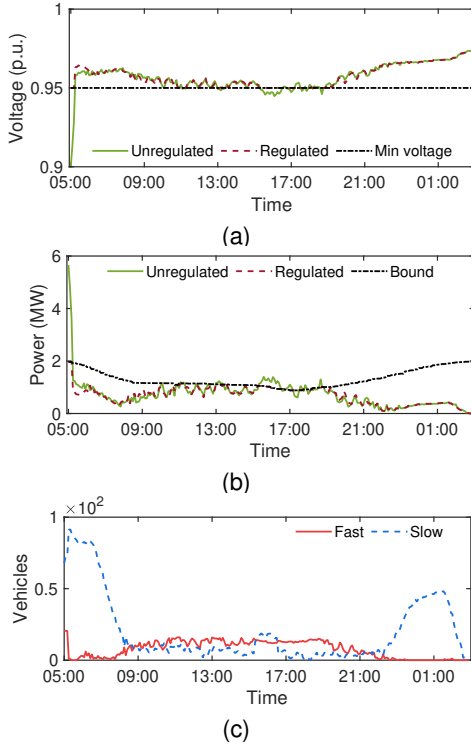 1
Voltage (p.u.)
0.95
Unregulated Regulated Min voltage
0.9
05:00 09:00 13:00 17:00 21:00 01:00
Time
(a)
6
Unregulated Regulated Bound
Power (MW)
4
2
0
05:00 09:00 13:00 17:00 21:00 01:00
Time
(b)
×10²
1
Fast Slow
Vehicles
0.5
0
05:00 09:00 13:00 17:00 21:00 01:00
Time
(c)